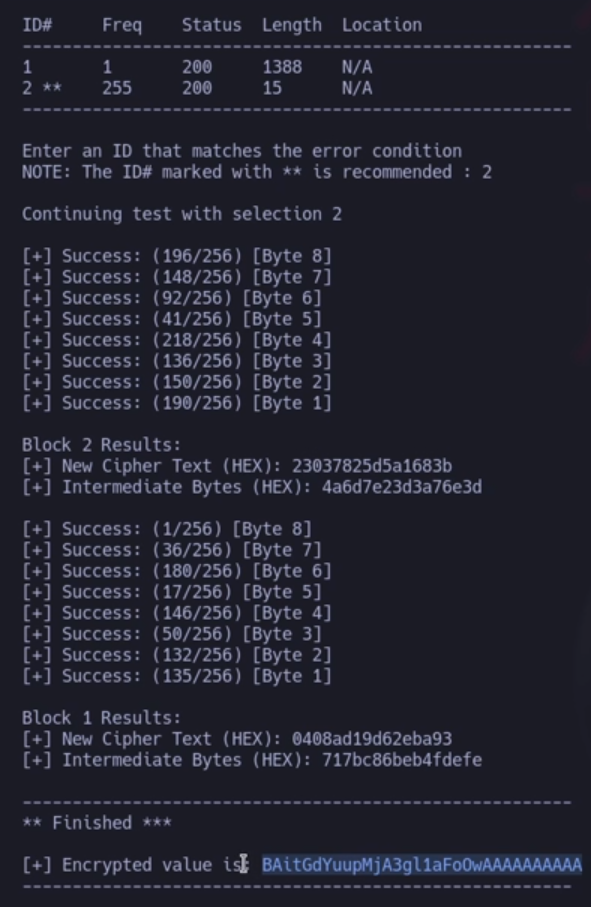 ID# Freq Status Length Location
---------------------------------------------------------
1 1 200 1388 N/A
2 ** 255 200 15 N/A
---------------------------------------------------------
Enter an ID that matches the error condition
NOTE: The ID# marked with ** is recommended : 2
Continuing test with selection 2
[+] Success: (196/256) [Byte 8]
[+] Success: (148/256) [Byte 7]
[+] Success: (92/256) [Byte 6]
[+] Success: (41/256) [Byte 5]
[+] Success: (218/256) [Byte 4]
[+] Success: (136/256) [Byte 3]
[+] Success: (150/256) [Byte 2]
[+] Success: (190/256) [Byte 1]
Block 2 Results:
[+] New Cipher Text (HEX): 23037825d5a1683b
[+] Intermediate Bytes (HEX): 4a6d7e23d3a76e3d
[+] Success: (1/256) [Byte 8]
[+] Success: (36/256) [Byte 7]
[+] Success: (180/256) [Byte 6]
[+] Success: (17/256) [Byte 5]
[+] Success: (146/256) [Byte 4]
[+] Success: (50/256) [Byte 3]
[+] Success: (132/256) [Byte 2]
[+] Success: (135/256) [Byte 1]
Block 1 Results:
[+] New Cipher Text (HEX): 0408ad19d62eba93
[+] Intermediate Bytes (HEX): 717bc86beb4fdefe
---------------------------------------------------------
** Finished ***
[+] Encrypted value is: BAitGdYuupMjA3gl1aFoOwAAAAAAAAAA
---------------------------------------------------------